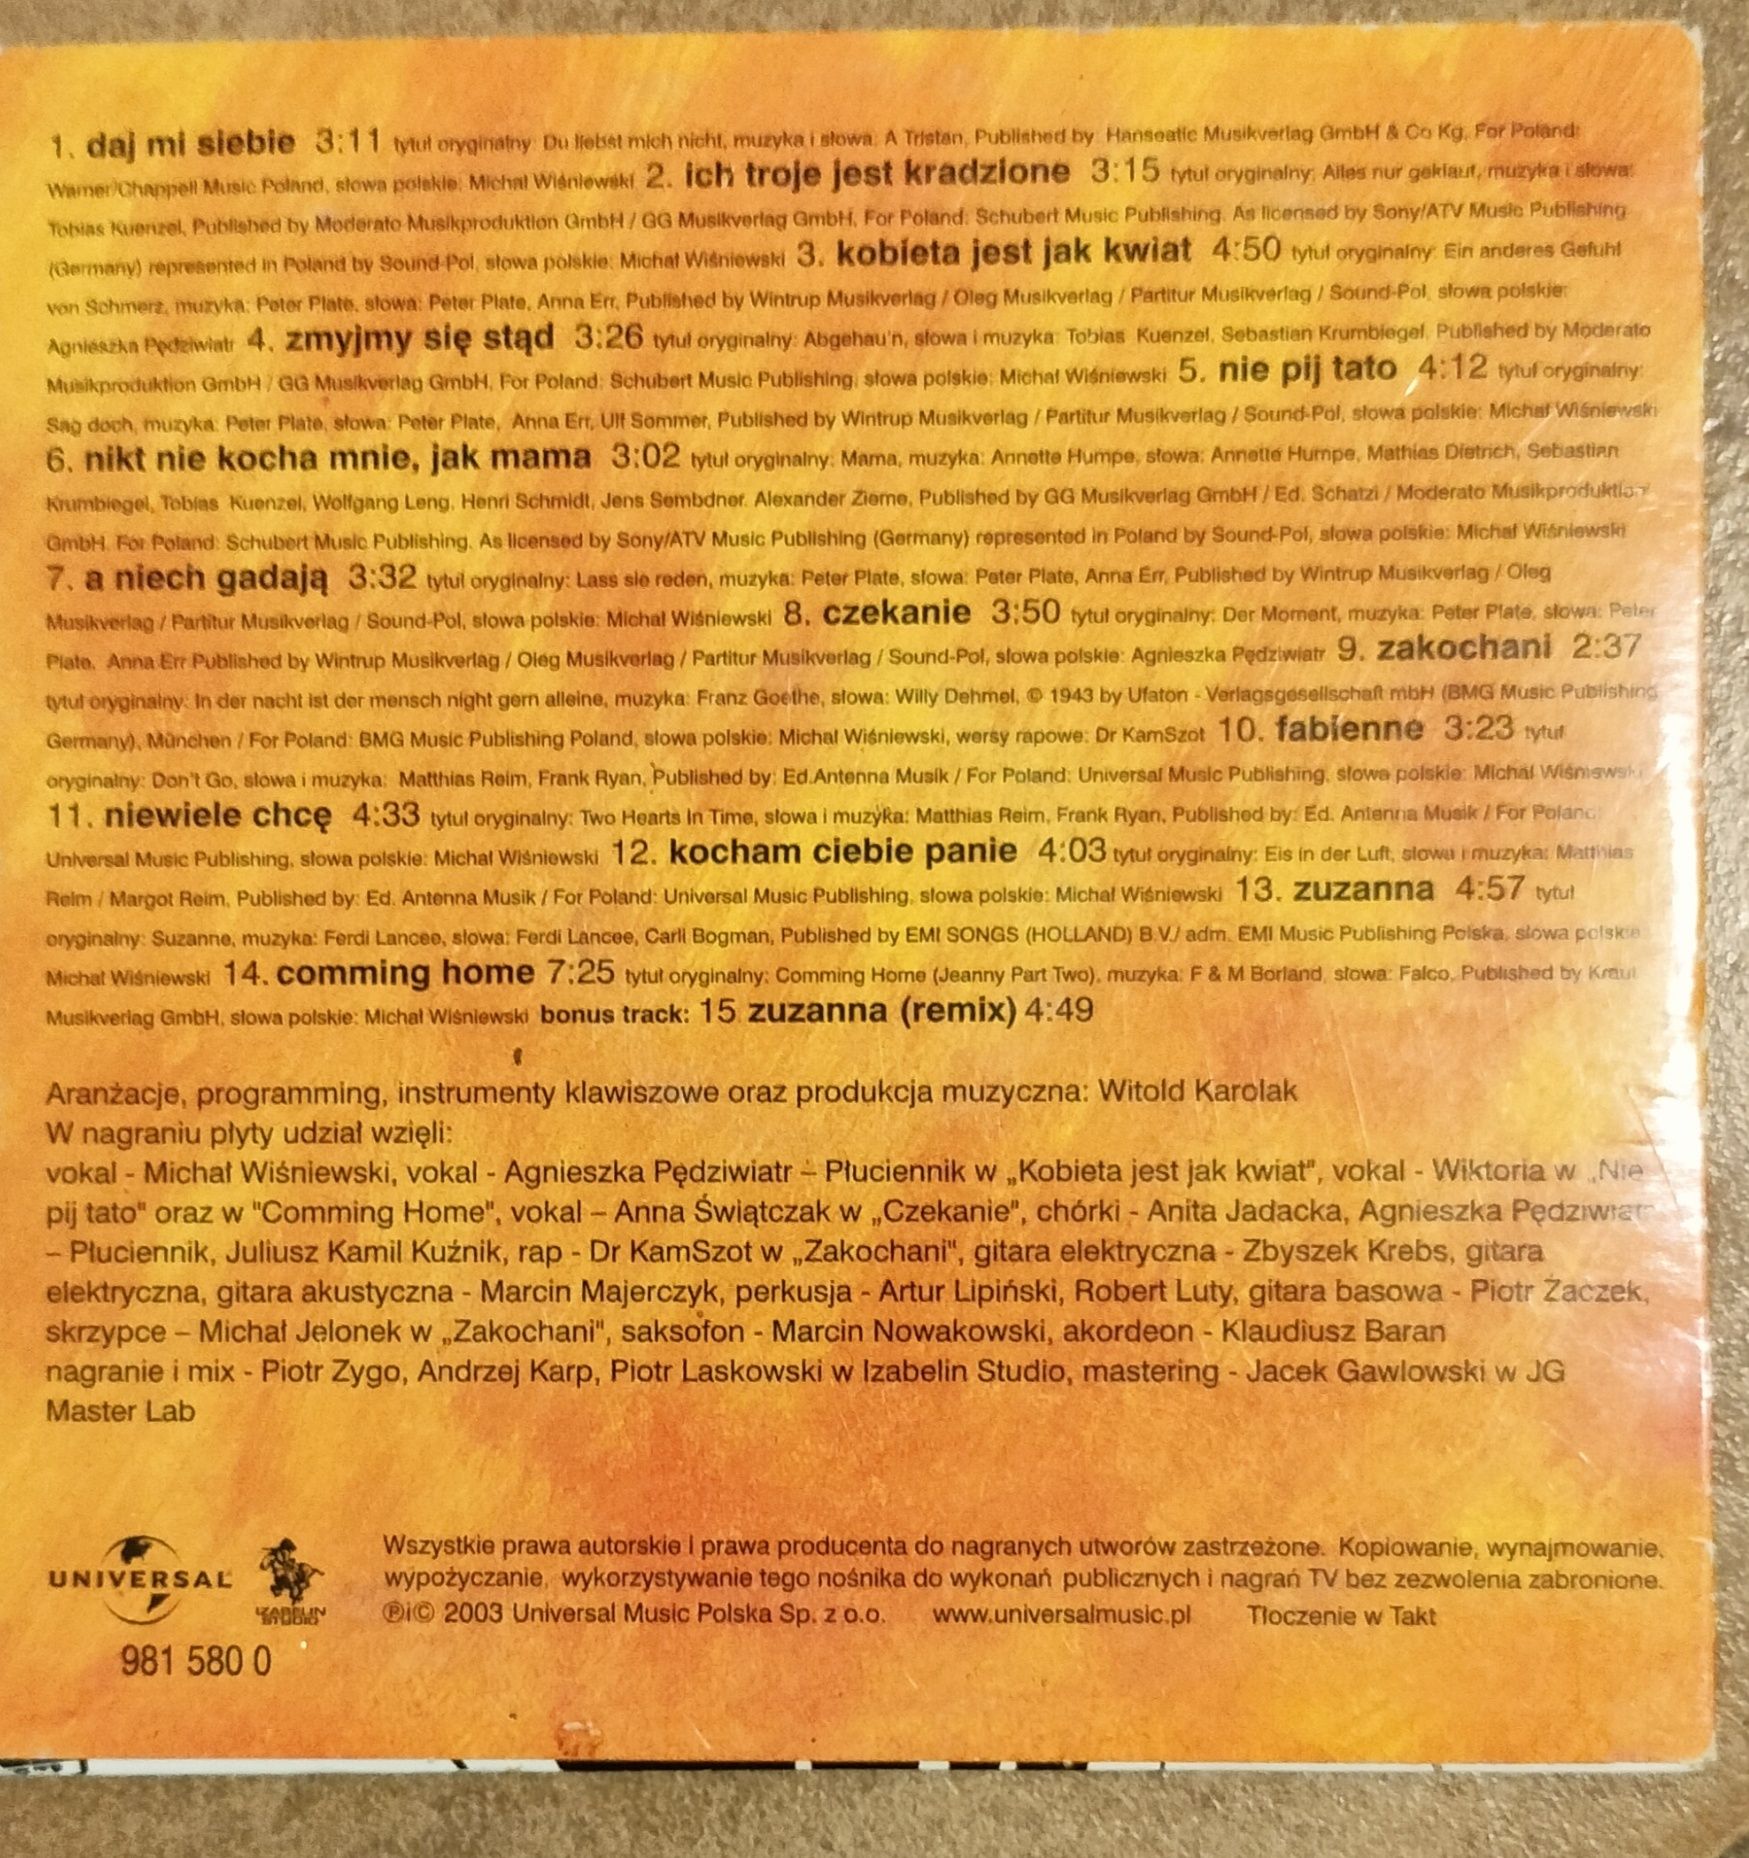 1. daj mi siebie 3:11 tytuł oryginalny: Du liebst mich nicht, muzyka i słowa: A Tristan, Published by: Hanseatic Musikverlag GmbH & Co Kg, For Poland:
Warner/Chappell Music Poland, słowa polskie: Michał Wiśniewski 2. ich troje jest kradzione 3:15 tytuł oryginalny: Alles nur geklaut, muzyka i słowa:
Tobias Kuenzel, Published by Moderato Musikproduktion GmbH / GG Musikverlag GmbH, For Poland: Schubert Music Publishing. As licensed by Sony/ATV Music Publishing
(Germany) represented in Poland by Sound-Pol, słowa polskie: Michał Wiśniewski 3. kobieta jest jak kwiat 4:50 tytuł oryginalny: Ein anderes Gefuhl
von Schmerz, muzyka: Peter Plate, słowa: Peter Plate, Anna Err, Published by Wintrup Musikverlag / Oleg Musikverlag / Partitur Musikverlag / Sound-Pol, słowa polskie:
Agnieszka Pędziwiatr 4. zmyjmy się stąd 3:26 tytuł oryginalny: Abgehau'n, słowa i muzyka: Tobias Kuenzel, Sebastian Krumbiegel, Published by Moderato
Musikproduktion GmbH / GG Musikverlag GmbH, For Poland: Schubert Music Publishing, słowa polskie: Michał Wiśniewski 5. nie pij tato 4:12 tytuł oryginalny:
Sag doch, muzyka: Peter Plate, słowa: Peter Plate, Anna Err, Ulf Sommer, Published by Wintrup Musikverlag / Partitur Musikverlag / Sound-Pol, słowa polskie: Michał Wiśniewski
6. nikt nie kocha mnie, jak mama 3:02 tytuł oryginalny: Mama, muzyka: Annette Humpe, słowa: Annette Humpe, Mathias Dietrich, Sebastian
Krumbiegel, Tobias Kuenzel, Wolfgang Leng, Henri Schmidt, Jens Sembdner, Alexander Zieme, Published by GG Musikverlag GmbH / Ed. Schatzi / Moderato Musikproduktion
GmbH. For Poland: Schubert Music Publishing. As licensed by Sony/ATV Music Publishing (Germany) represented in Poland by Sound-Pol, słowa polskie: Michał Wiśniewski
7. a niech gadają 3:32 tytuł oryginalny: Lass sie reden, muzyka: Peter Plate, słowa: Peter Plate, Anna Err, Published by Wintrup Musikverlag / Oleg
Musikverlag / Partitur Musikverlag / Sound-Pol, słowa polskie: Michał Wiśniewski 8. czekanie 3:50 tytuł oryginalny: Der Moment, muzyka: Peter Plate, słowa: Peter
Plate, Anna Err Published by Wintrup Musikverlag / Oleg Musikverlag / Partitur Musikverlag / Sound-Pol, słowa polskie: Agnieszka Pędziwiatr 9. zakochani 2:37
tytuł oryginalny: In der nacht ist der mensch night gern alleine, muzyka: Franz Goethe, słowa: Willy Dehmel, © 1943 by Ufaton - Verlagsgesellschaft mbH (BMG Music Publishing
Germany), München / For Poland: BMG Music Publishing Poland, słowa polskie: Michał Wiśniewski, wersy rapowe: Dr KamSzot 10. fabienne 3:23 tytuł
oryginalny: Don't Go, słowa i muzyka: Matthias Reim, Frank Ryan, Published by: Ed.Antenna Musik / For Poland: Universal Music Publishing, słowa polskie: Michał Wiśniewski
11. niewiele chcę 4:33 tytuł oryginalny: Two Hearts In Time, słowa i muzyka: Matthias Reim, Frank Ryan, Published by: Ed. Antenna Musik / For Poland:
Universal Music Publishing, słowa polskie: Michał Wiśniewski 12. kocham ciebie panie 4:03 tytuł oryginalny: Eis in der Luft, słowa i muzyka: Matthias
Reim / Margot Reim, Published by: Ed. Antenna Musik / For Poland: Universal Music Publishing, słowa polskie: Michał Wiśniewski 13. zuzanna 4:57 tytuł
oryginalny: Suzanne, muzyka: Ferdi Lancee, słowa: Ferdi Lancee, Carli Bogman, Published by EMI SONGS (HOLLAND) B.V./ adm. EMI Music Publishing Polska, słowa polskie
Michał Wiśniewski 14. comming home 7:25 tytuł oryginalny: Comming Home (Jeanny Part Two), muzyka: F & M Borland, słowa: Falco, Published by Kraut
Musikverlag GmbH, słowa polskie: Michał Wiśniewski bonus track: 15 zuzanna (remix) 4:49
Aranżacje, programming, instrumenty klawiszowe oraz produkcja muzyczna: Witold Karolak
W nagraniu płyty udział wzięli:
vokal - Michał Wiśniewski, vokal - Agnieszka Pędziwiatr – Płuciennik w „Kobieta jest jak kwiat", vokal - Wiktoria w „Nie
pij tato" oraz w "Comming Home", vokal – Anna Świątczak w „Czekanie", chórki - Anita Jadacka, Agnieszka Pędziwiatr
– Płuciennik, Juliusz Kamil Kuźnik, rap - Dr KamSzot w „Zakochani", gitara elektryczna - Zbyszek Krebs, gitara
elektryczna, gitara akustyczna - Marcin Majerczyk, perkusja - Artur Lipiński, Robert Luty, gitara basowa - Piotr Żaczek,
skrzypce – Michał Jelonek w „Zakochani", saksofon - Marcin Nowakowski, akordeon - Klaudiusz Baran
nagranie i mix - Piotr Zygo, Andrzej Karp, Piotr Laskowski w Izabelin Studio, mastering - Jacek Gawłowski w JG
Master Lab
Wszystkie prawa autorskie i prawa producenta do nagranych utworów zastrzeżone. Kopiowanie, wynajmowanie,
wypożyczanie, wykorzystywanie tego nośnika do wykonań publicznych i nagrań TV bez zezwolenia zabronione.
℗i© 2003 Universal Music Polska Sp. z o.o. www.universalmusic.pl Tłoczenie w Takt
UNIVERSAL
IZABELIN
STUDIO
981 580 0